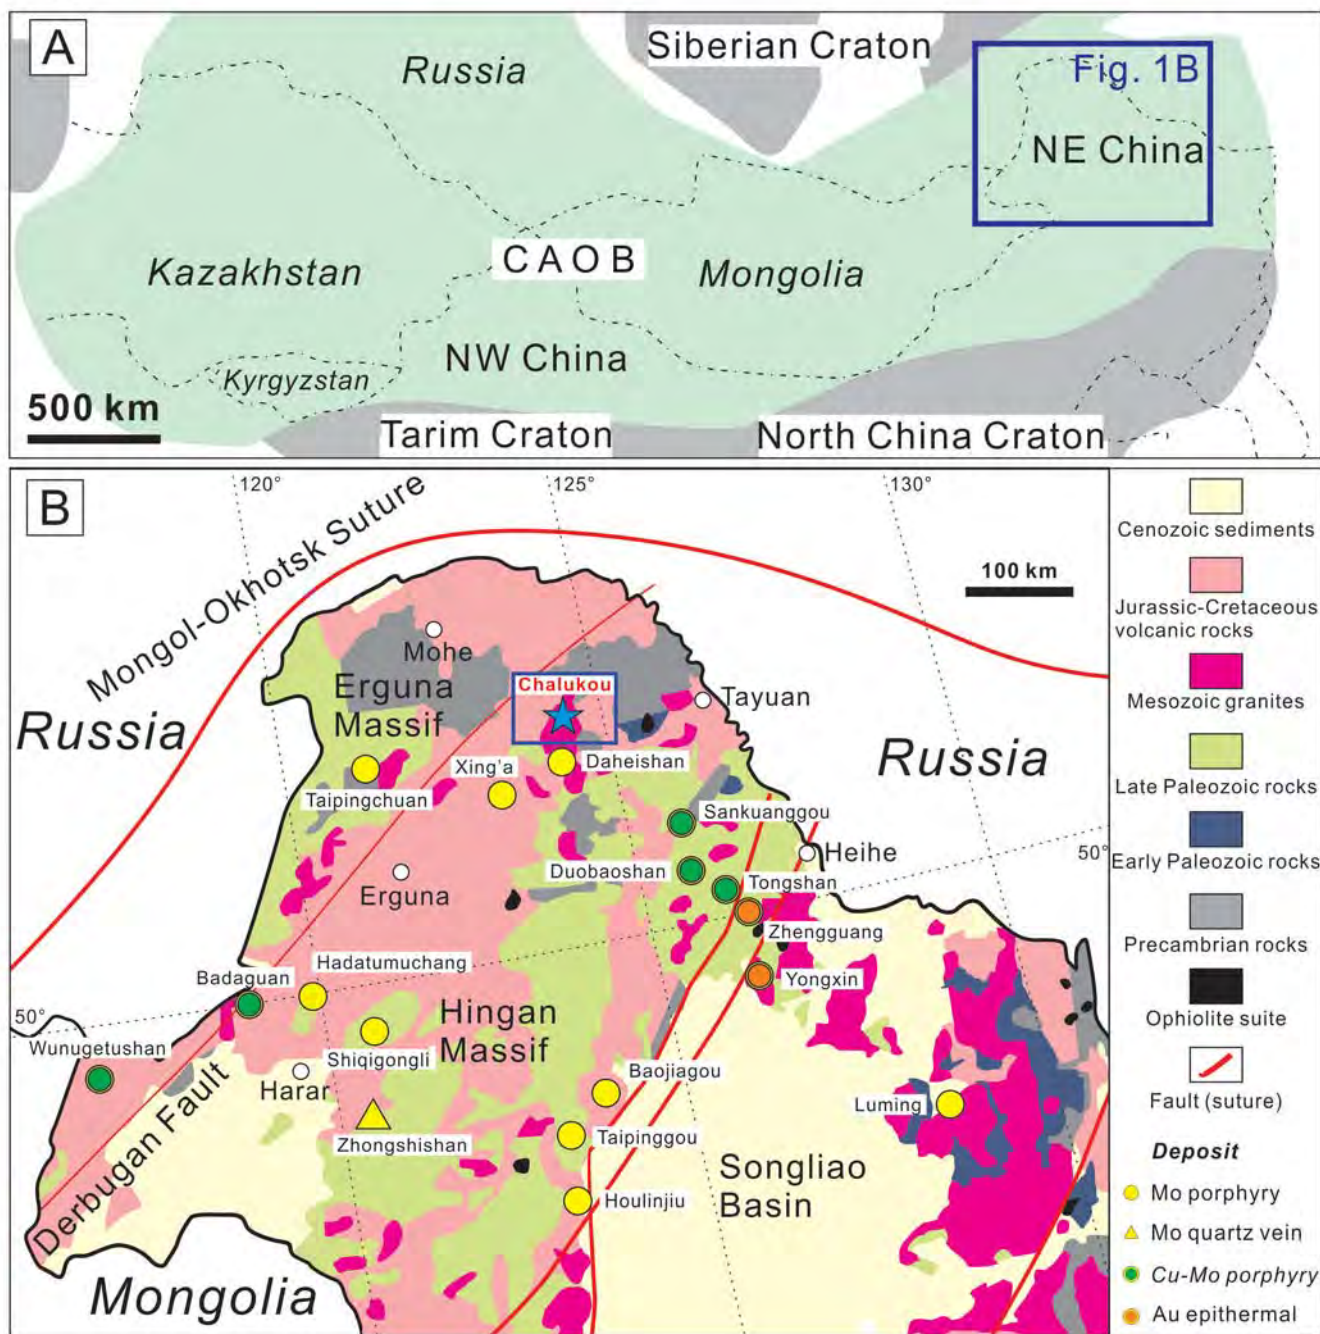 A
Siberian Craton
Russia
Fig. 1B
NE China
CAOB
Kazakhstan
Mongolia
NW China
Kyrgyzstan
500 km
Tarim Craton
North China Craton
B
120°
125°
130°
Mongol-Okhotsk Suture
100 km
Mohe
Erguna
Massif
Chalukou
Tayuan
Russia
Russia
Xing'a
Daheishan
Taipingchuan
Sankuanggou
Heihe
50°
Duobaoshan
Tongshan
Erguna
Zhengguang
Hadatumuchang
Badaguan
Yongxin
Hingan
Massif
50°
Wunugetushan
Shiqigongli
Harar
Baojiagou
Luming
Zhongshishan
Taipinggou
Derbugan Fault
Songliao
Basin
Houlinjiu
Mongolia
Cenozoic sediments
Jurassic-Cretaceous
volcanic rocks
Mesozoic granites
Late Paleozoic rocks
Early Paleozoic rocks
Precambrian rocks
Ophiolite suite
Fault (suture)
Deposit
Mo porphyry
Mo quartz vein
Cu-Mo porphyry
Au epithermal